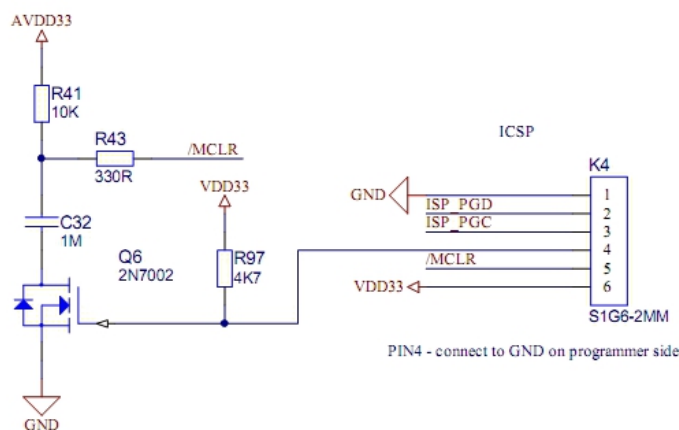 AVDD33
R41
10K
R43
/MCLR
330R
ICSP
VDD33
K4
GND
1
ISP_PGD
2
ISP_PGC
3
C32
1M
Q6
2N7002
R97
4K7
4
/MCLR
5
VDD33
6
S1G6-2MM
PIN4 - connect to GND on programmer side
GND